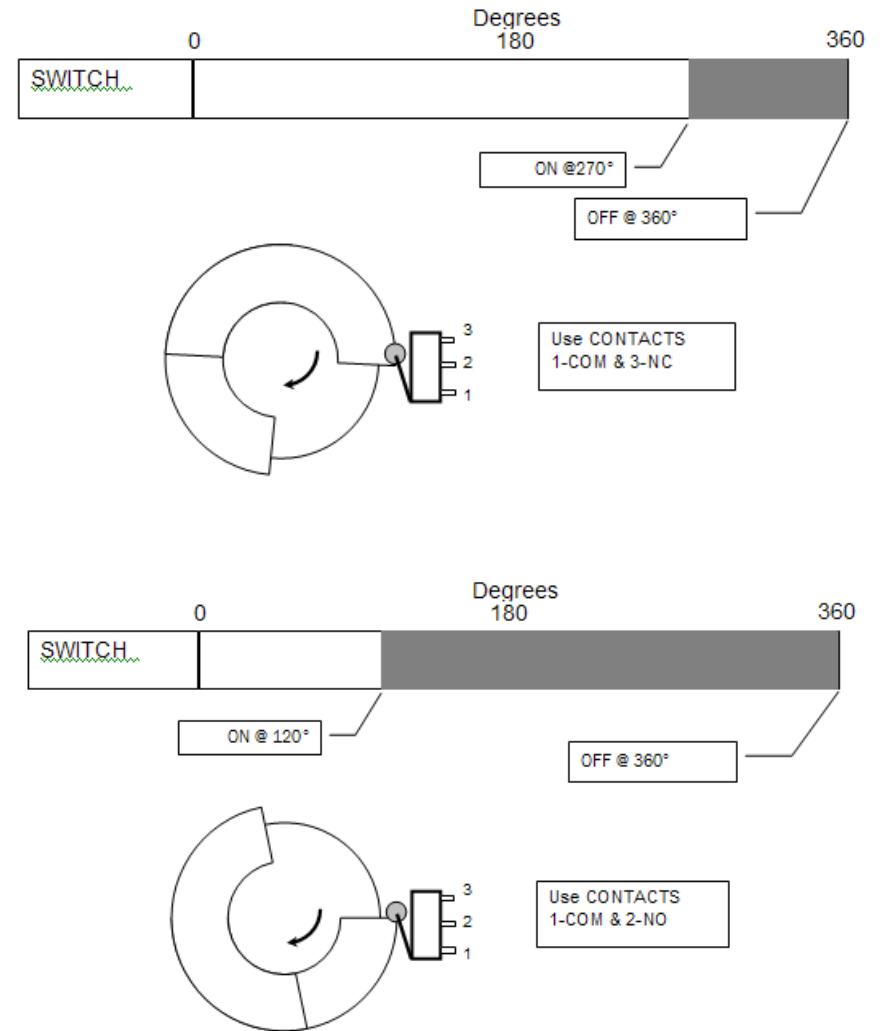 Degrees
0 180 360
SWITCH
ON @270°
OFF @ 360°
3
2
1
Use CONTACTS
1-COM & 3-NC
Degrees
0 180 360
SWITCH
ON @ 120°
OFF @ 360°
3
2
1
Use CONTACTS
1-COM & 2-NO